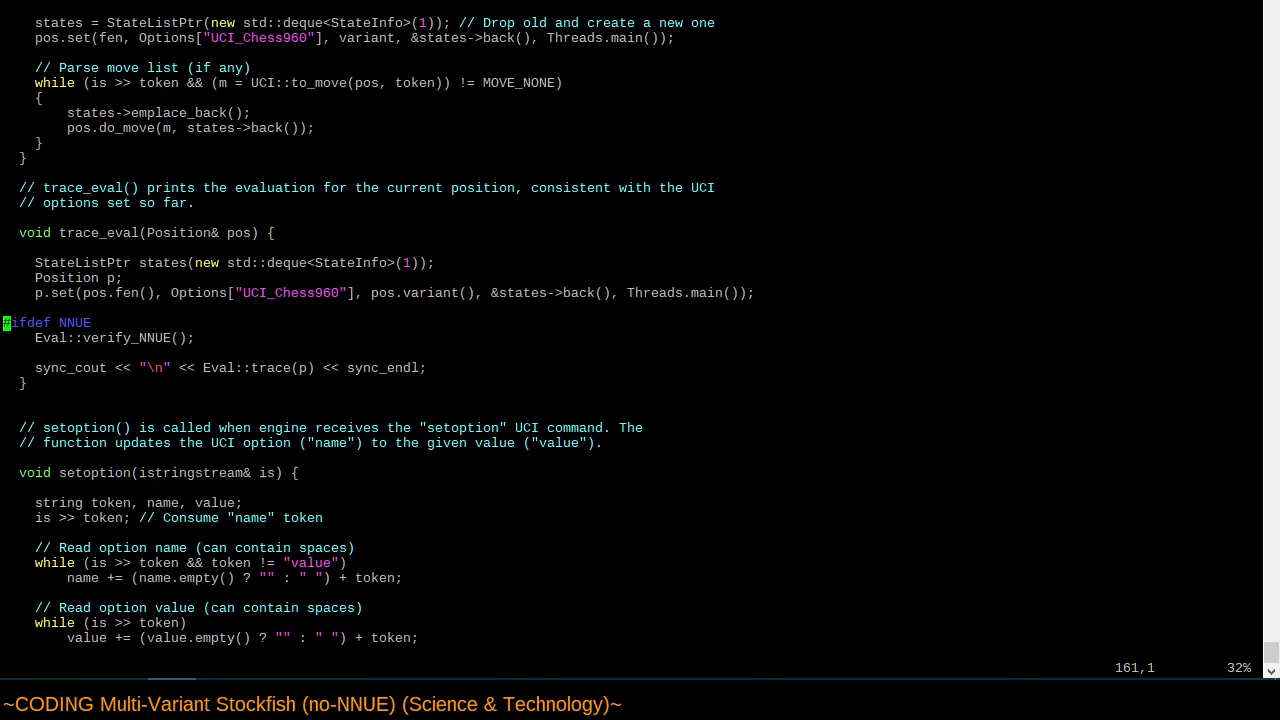 states = StateListPtr(new std::deque<StateInfo>(1)); // Drop old and create a new one
pos.set(fen, Options["UCI_Chess960"], variant, &states->back(), Threads.main());
// Parse move list (if any)
while (is >> token && (m = UCI::to_move(pos, token)) != MOVE_NONE)
{
states->emplace_back();
pos.do_move(m, states->back());
}
}
// trace_eval() prints the evaluation for the current position, consistent with the UCI
// options set so far.
void trace_eval(Position& pos) {
StateListPtr states(new std::deque<StateInfo>(1));
Position p;
p.set(pos.fen(), Options["UCI_Chess960"], pos.variant(), &states->back(), Threads.main());
#ifdef NNUE
Eval::verify_NNUE();
sync_cout << "\n" << Eval::trace(p) << sync_endl;
}
// setoption() is called when engine receives the "setoption" UCI command. The
// function updates the UCI option ("name") to the given value ("value").
void setoption(istringstream& is) {
string token, name, value;
is >> token; // Consume "name" token
// Read option name (can contain spaces)
while (is >> token && token != "value")
name += (name.empty() ? "" : " ") + token;
// Read option value (can contain spaces)
while (is >> token)
value += (value.empty() ? "" : " ") + token;
161,1 32%
~CODING Multi-Variant Stockfish (no-NNUE) (Science & Technology)~